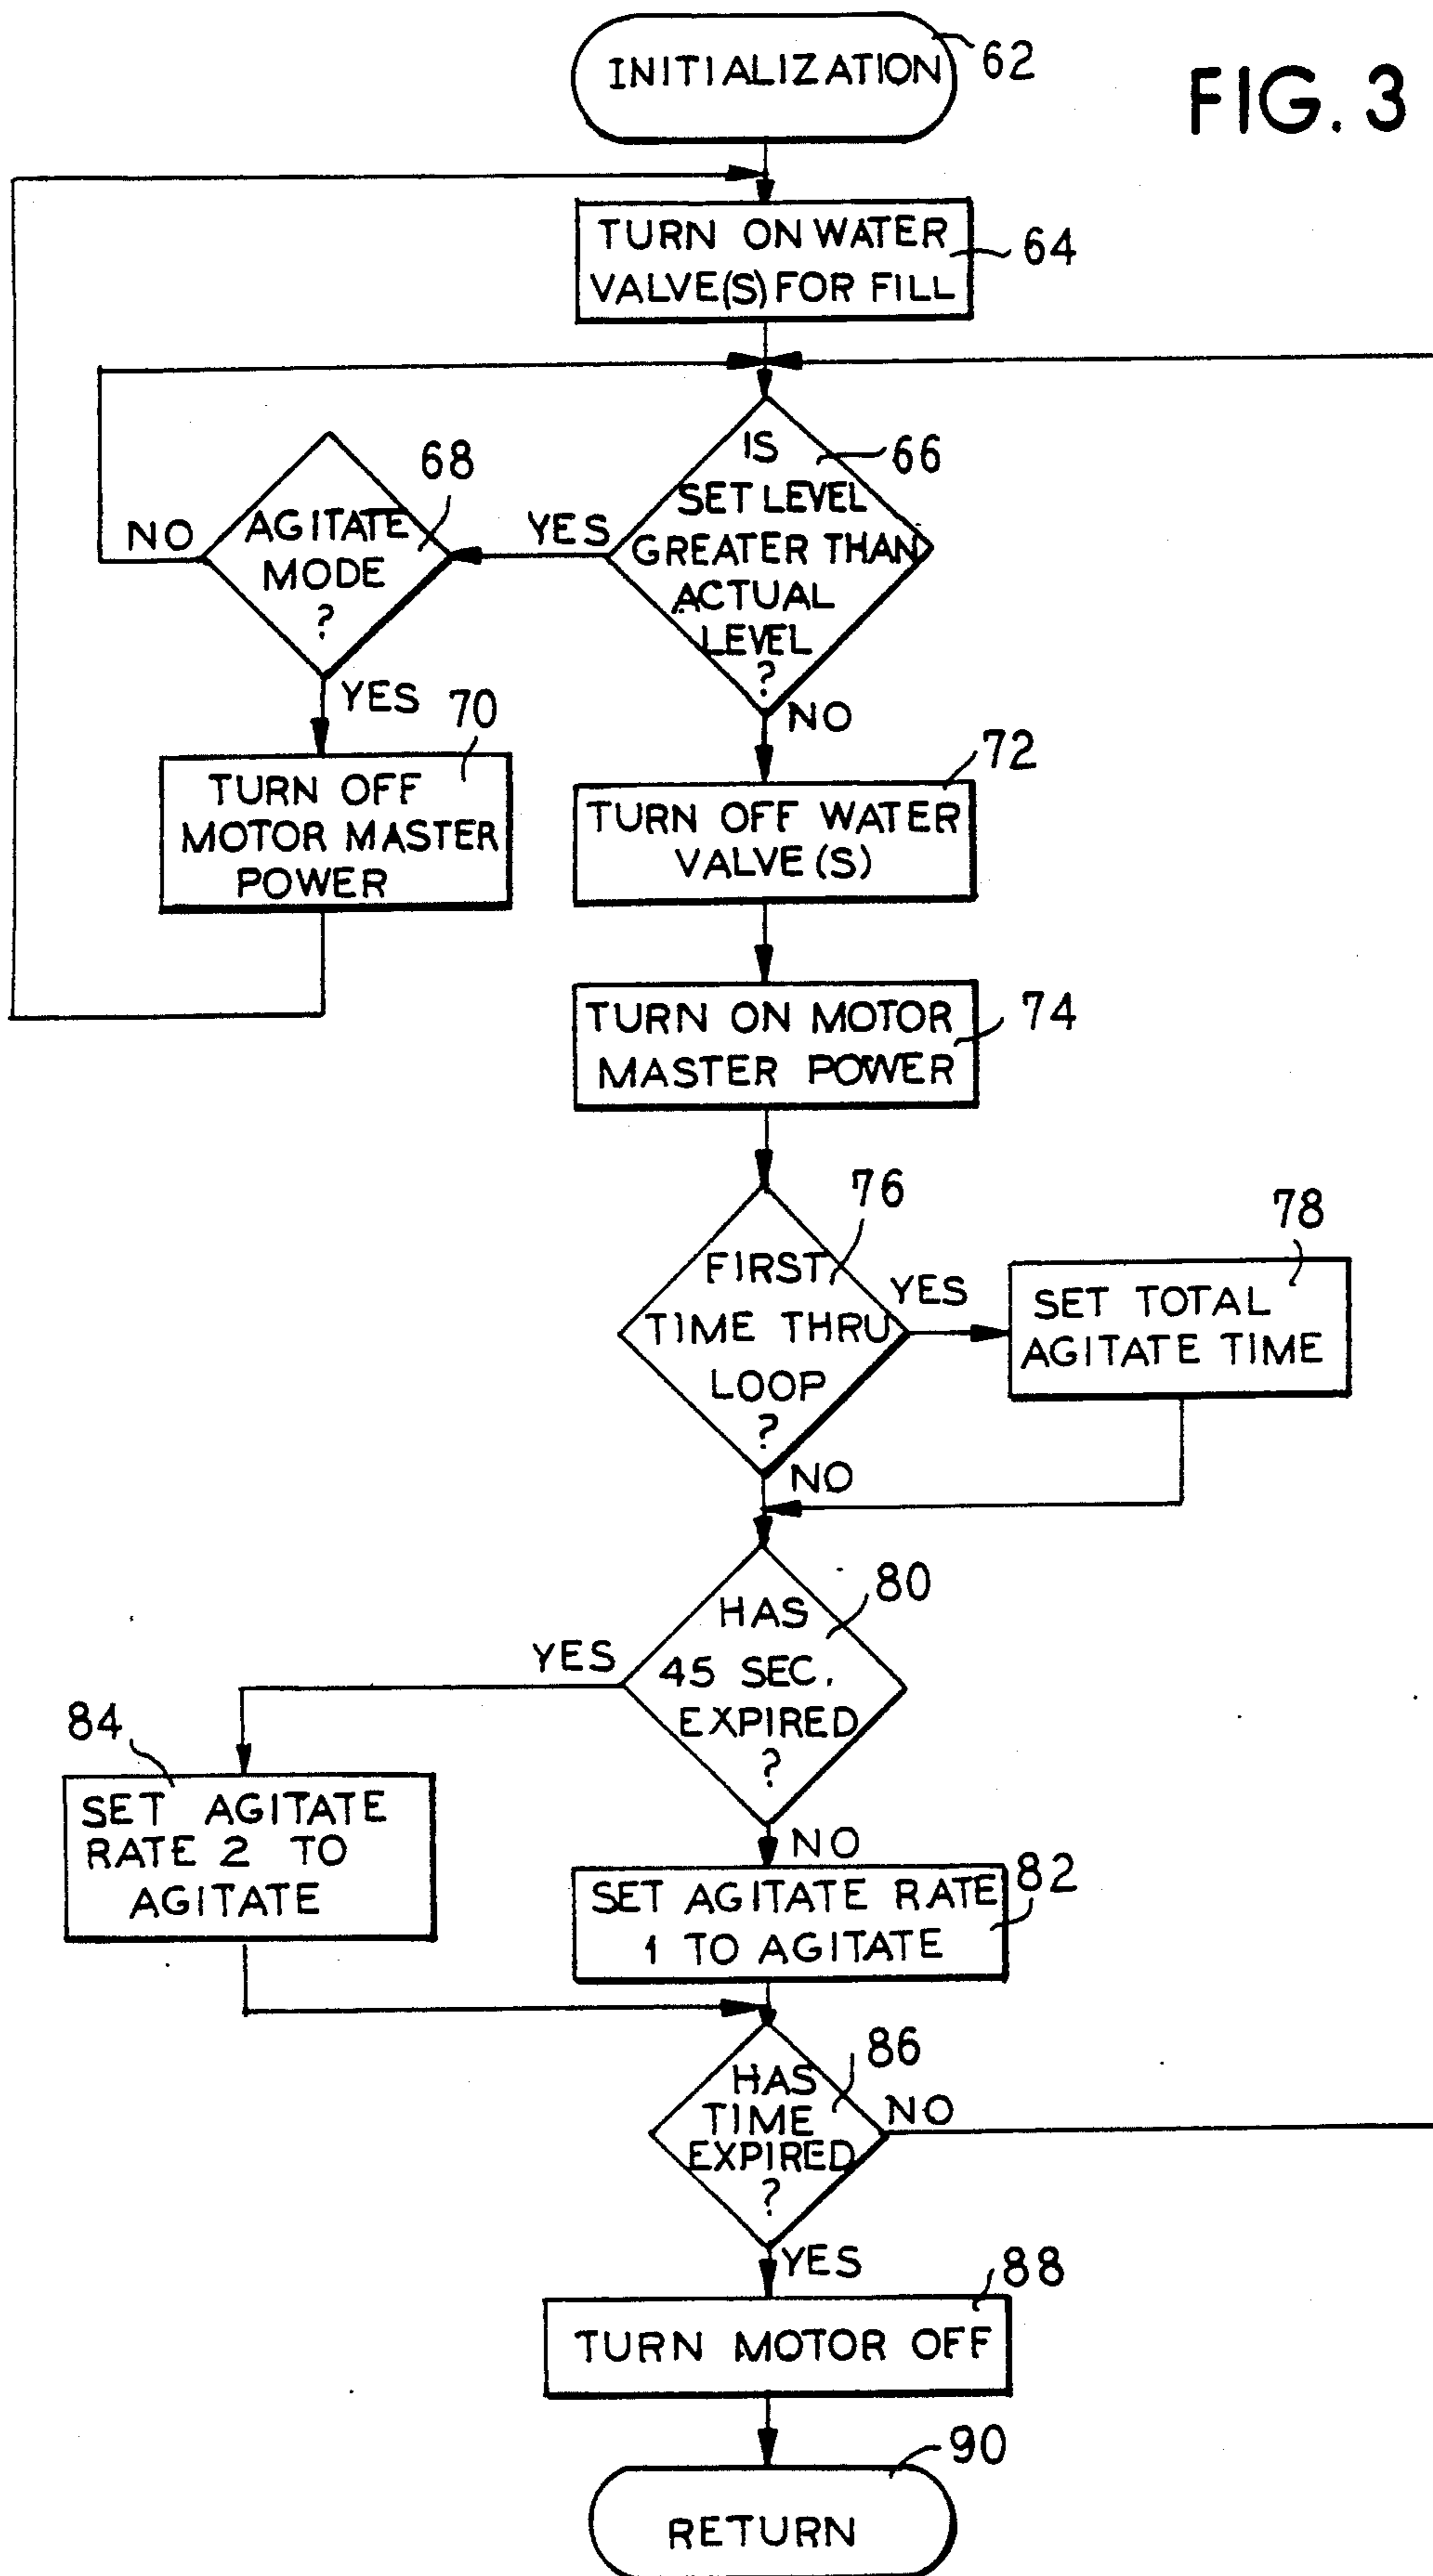 FIG. 3
INITIALIZATION
62
TURN ON WATER
VALVE(S) FOR FILL
64
IS
SET LEVEL
GREATER THAN
ACTUAL
LEVEL
?
66
YES
NO
AGITATE
MODE
?
68
NO
YES
TURN OFF
MOTOR MASTER
POWER
70
TURN OFF WATER
VALVE(S)
72
TURN ON MOTOR
MASTER POWER
74
FIRST
TIME THRU
LOOP
?
76
YES
NO
SET TOTAL
AGITATE TIME
78
HAS
45 SEC.
EXPIRED
?
80
YES
NO
SET AGITATE
RATE 2 TO
AGITATE
84
SET AGITATE RATE
1 TO AGITATE
82
HAS
TIME
EXPIRED
?
86
NO
YES
TURN MOTOR OFF
88
RETURN
90